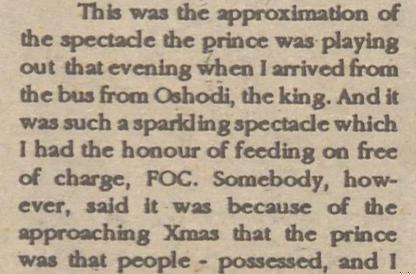 This was the approximation of
the spectacle the prince was playing
out that evening when I arrived from
the bus from Oshodi, the king. And it
was such a sparkling spectacle which
I had the honour of feeding on free
of charge, FOC. Somebody, how-
ever, said it was because of the
approaching Xmas that the prince
was that people - possessed, and I